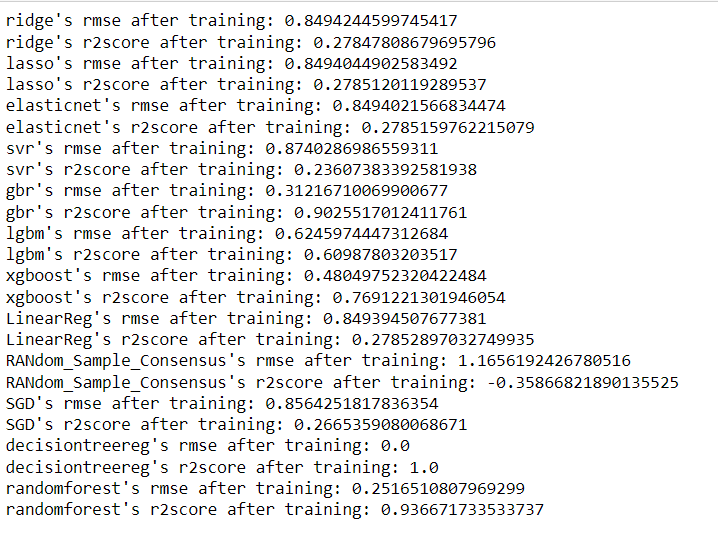 ridge's rmse after training: 0.8494244599745417
ridge's r2score after training: 0.27847808679695796
lasso's rmse after training: 0.8494044902583492
lasso's r2score after training: 0.2785120119289537
elasticnet's rmse after training: 0.8494021566834474
elasticnet's r2score after training: 0.2785159762215079
svr's rmse after training: 0.8740286986559311
svr's r2score after training: 0.23607383392581938
gbr's rmse after training: 0.31216710069900677
gbr's r2score after training: 0.9025517012411761
lgbm's rmse after training: 0.6245974447312684
lgbm's r2score after training: 0.60987803203517
xgboost's rmse after training: 0.48049752320422484
xgboost's r2score after training: 0.7691221301946054
LinearReg's rmse after training: 0.849394507677381
LinearReg's r2score after training: 0.27852897032749935
RANdom_Sample_Consensus's rmse after training: 1.1656192426780516
RANdom_Sample_Consensus's r2score after training: -0.35866821890135525
SGD's rmse after training: 0.8564251817836354
SGD's r2score after training: 0.2665359080068671
decisiontreereg's rmse after training: 0.0
decisiontreereg's r2score after training: 1.0
randomforest's rmse after training: 0.2516510807969299
randomforest's r2score after training: 0.936671733533737